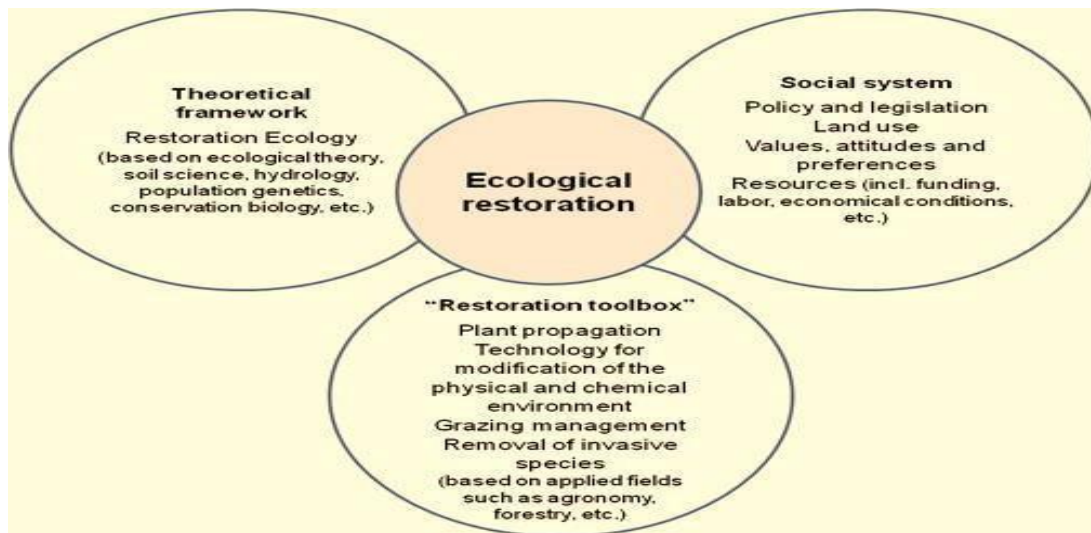 Theoretical
framework
Restoration Ecology
(based on ecological theory,
soil science, hydrology,
population genetics,
conservation biology, etc.)
Ecological
restoration
Social system
Policy and legislation
Land use
Values, attitudes and
preferences
Resources (incl. funding,
labor, economical conditions,
etc.)
“Restoration toolbox”
Plant propagation
Technology for
modification of the
physical and chemical
environment
Grazing management
Removal of invasive
species
(based on applied fields
such as agronomy,
forestry, etc.)